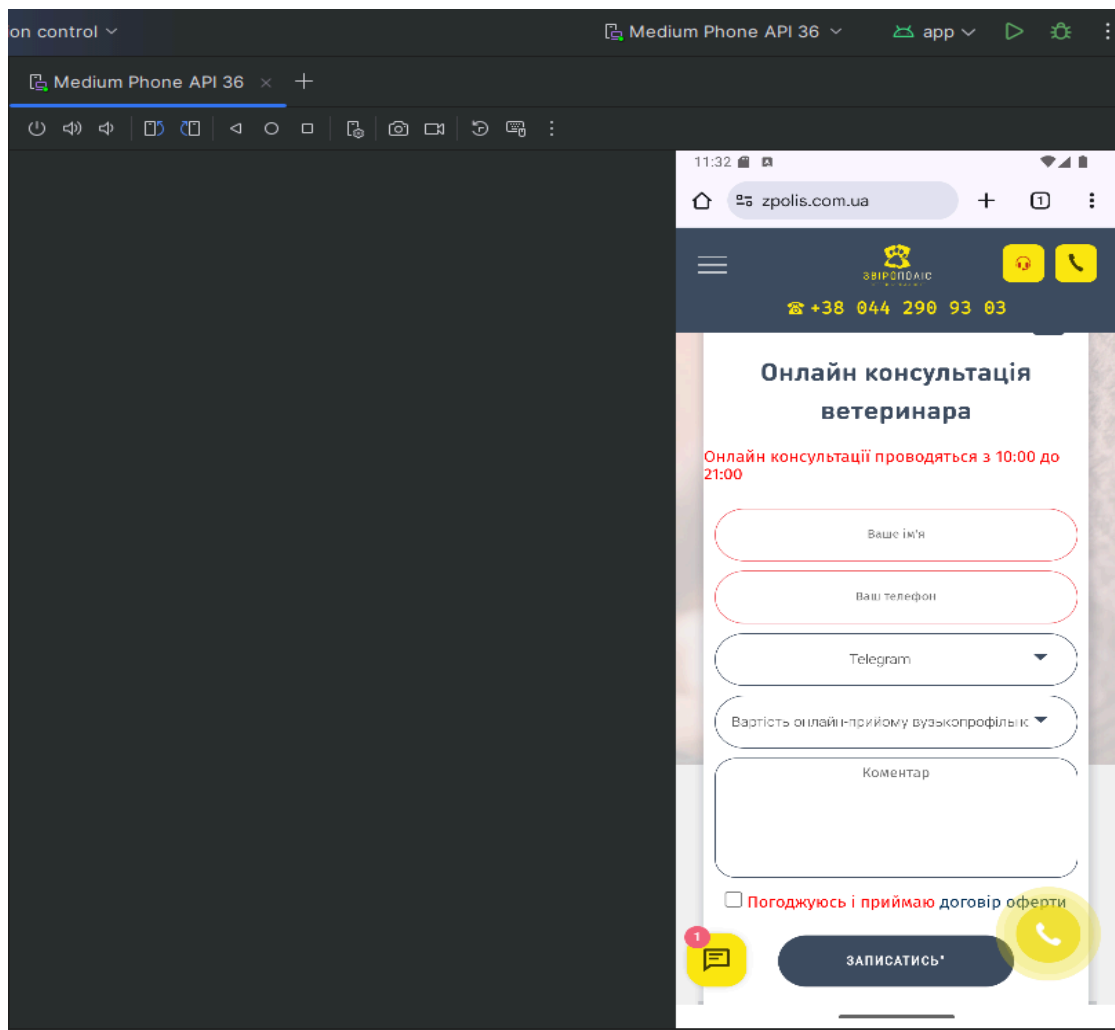 on control
Medium Phone API 36
app
Medium Phone API 36
11:32
zpolis.com.ua
1
ЗВІРОПОЛІС
+38 044 290 93 03
Онлайн консультація
ветеринара
Онлайн консультації проводяться з 10:00 до
21:00
Ваше ім'я
Ваш телефон
Telegram
Вартість онлайн-прийому вузькопрофільн
Коментар
Погоджуюсь і приймаю договір оферти
1
ЗАПИСАТИСЬ*